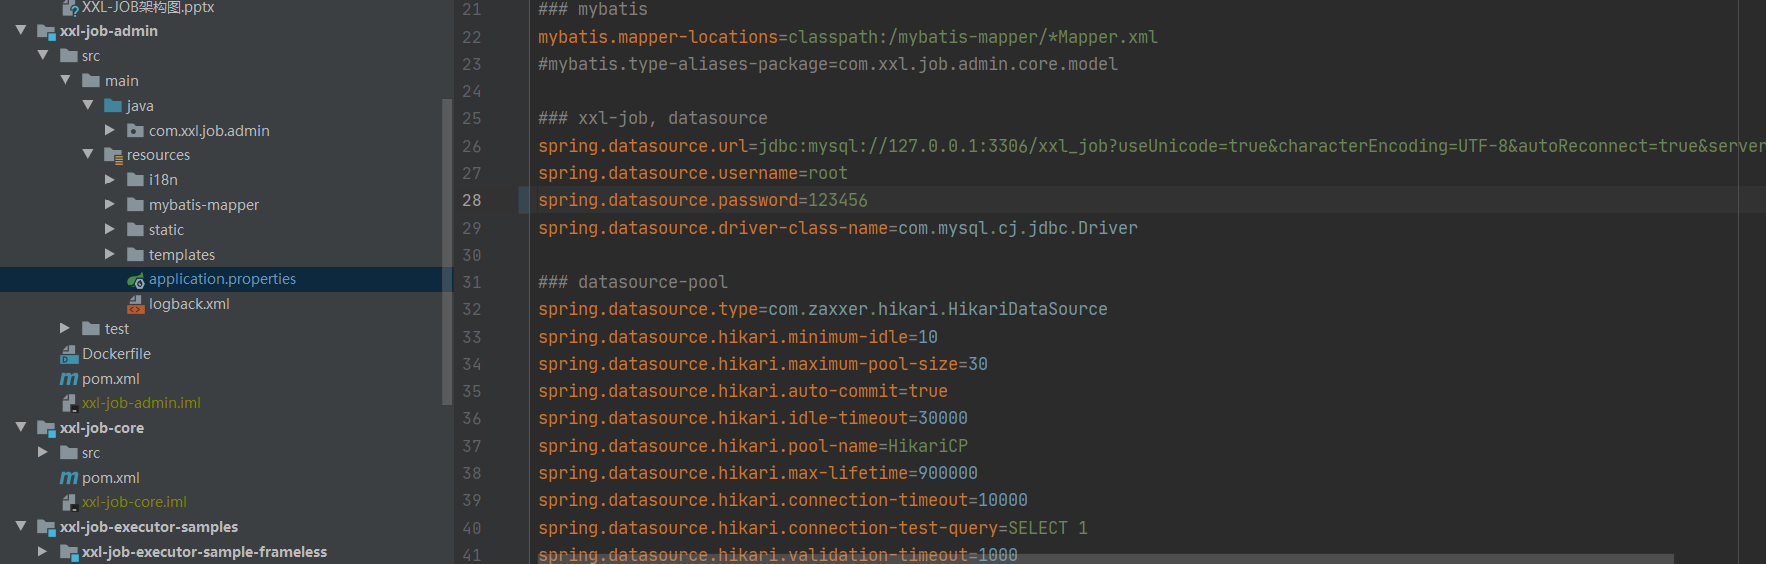 XXL-JOB架构图.pptx
xxl-job-admin
src
main
java
com.xxl.job.admin
resources
i18n
mybatis-mapper
static
templates
application.properties
logback.xml
test
Dockerfile
pom.xml
xxl-job-admin.iml
xxl-job-core
src
pom.xml
xxl-job-core.iml
xxl-job-executor-samples
xxl-job-executor-sample-frameless
21 ### mybatis
22 mybatis.mapper-locations=classpath:/mybatis-mapper/*Mapper.xml
23 #mybatis.type-aliases-package=com.xxl.job.admin.core.model
24
25 ### xxl-job, datasource
26 spring.datasource.url=jdbc:mysql://127.0.0.1:3306/xxl_job?useUnicode=true&characterEncoding=UTF-8&autoReconnect=true&server
27 spring.datasource.username=root
28 spring.datasource.password=123456
29 spring.datasource.driver-class-name=com.mysql.cj.jdbc.Driver
30
31 ### datasource-pool
32 spring.datasource.type=com.zaxxer.hikari.HikariDataSource
33 spring.datasource.hikari.minimum-idle=10
34 spring.datasource.hikari.maximum-pool-size=30
35 spring.datasource.hikari.auto-commit=true
36 spring.datasource.hikari.idle-timeout=30000
37 spring.datasource.hikari.pool-name=HikariCP
38 spring.datasource.hikari.max-lifetime=900000
39 spring.datasource.hikari.connection-timeout=10000
40 spring.datasource.hikari.connection-test-query=SELECT 1
41 spring.datasource.hikari.validation-timeout=1000